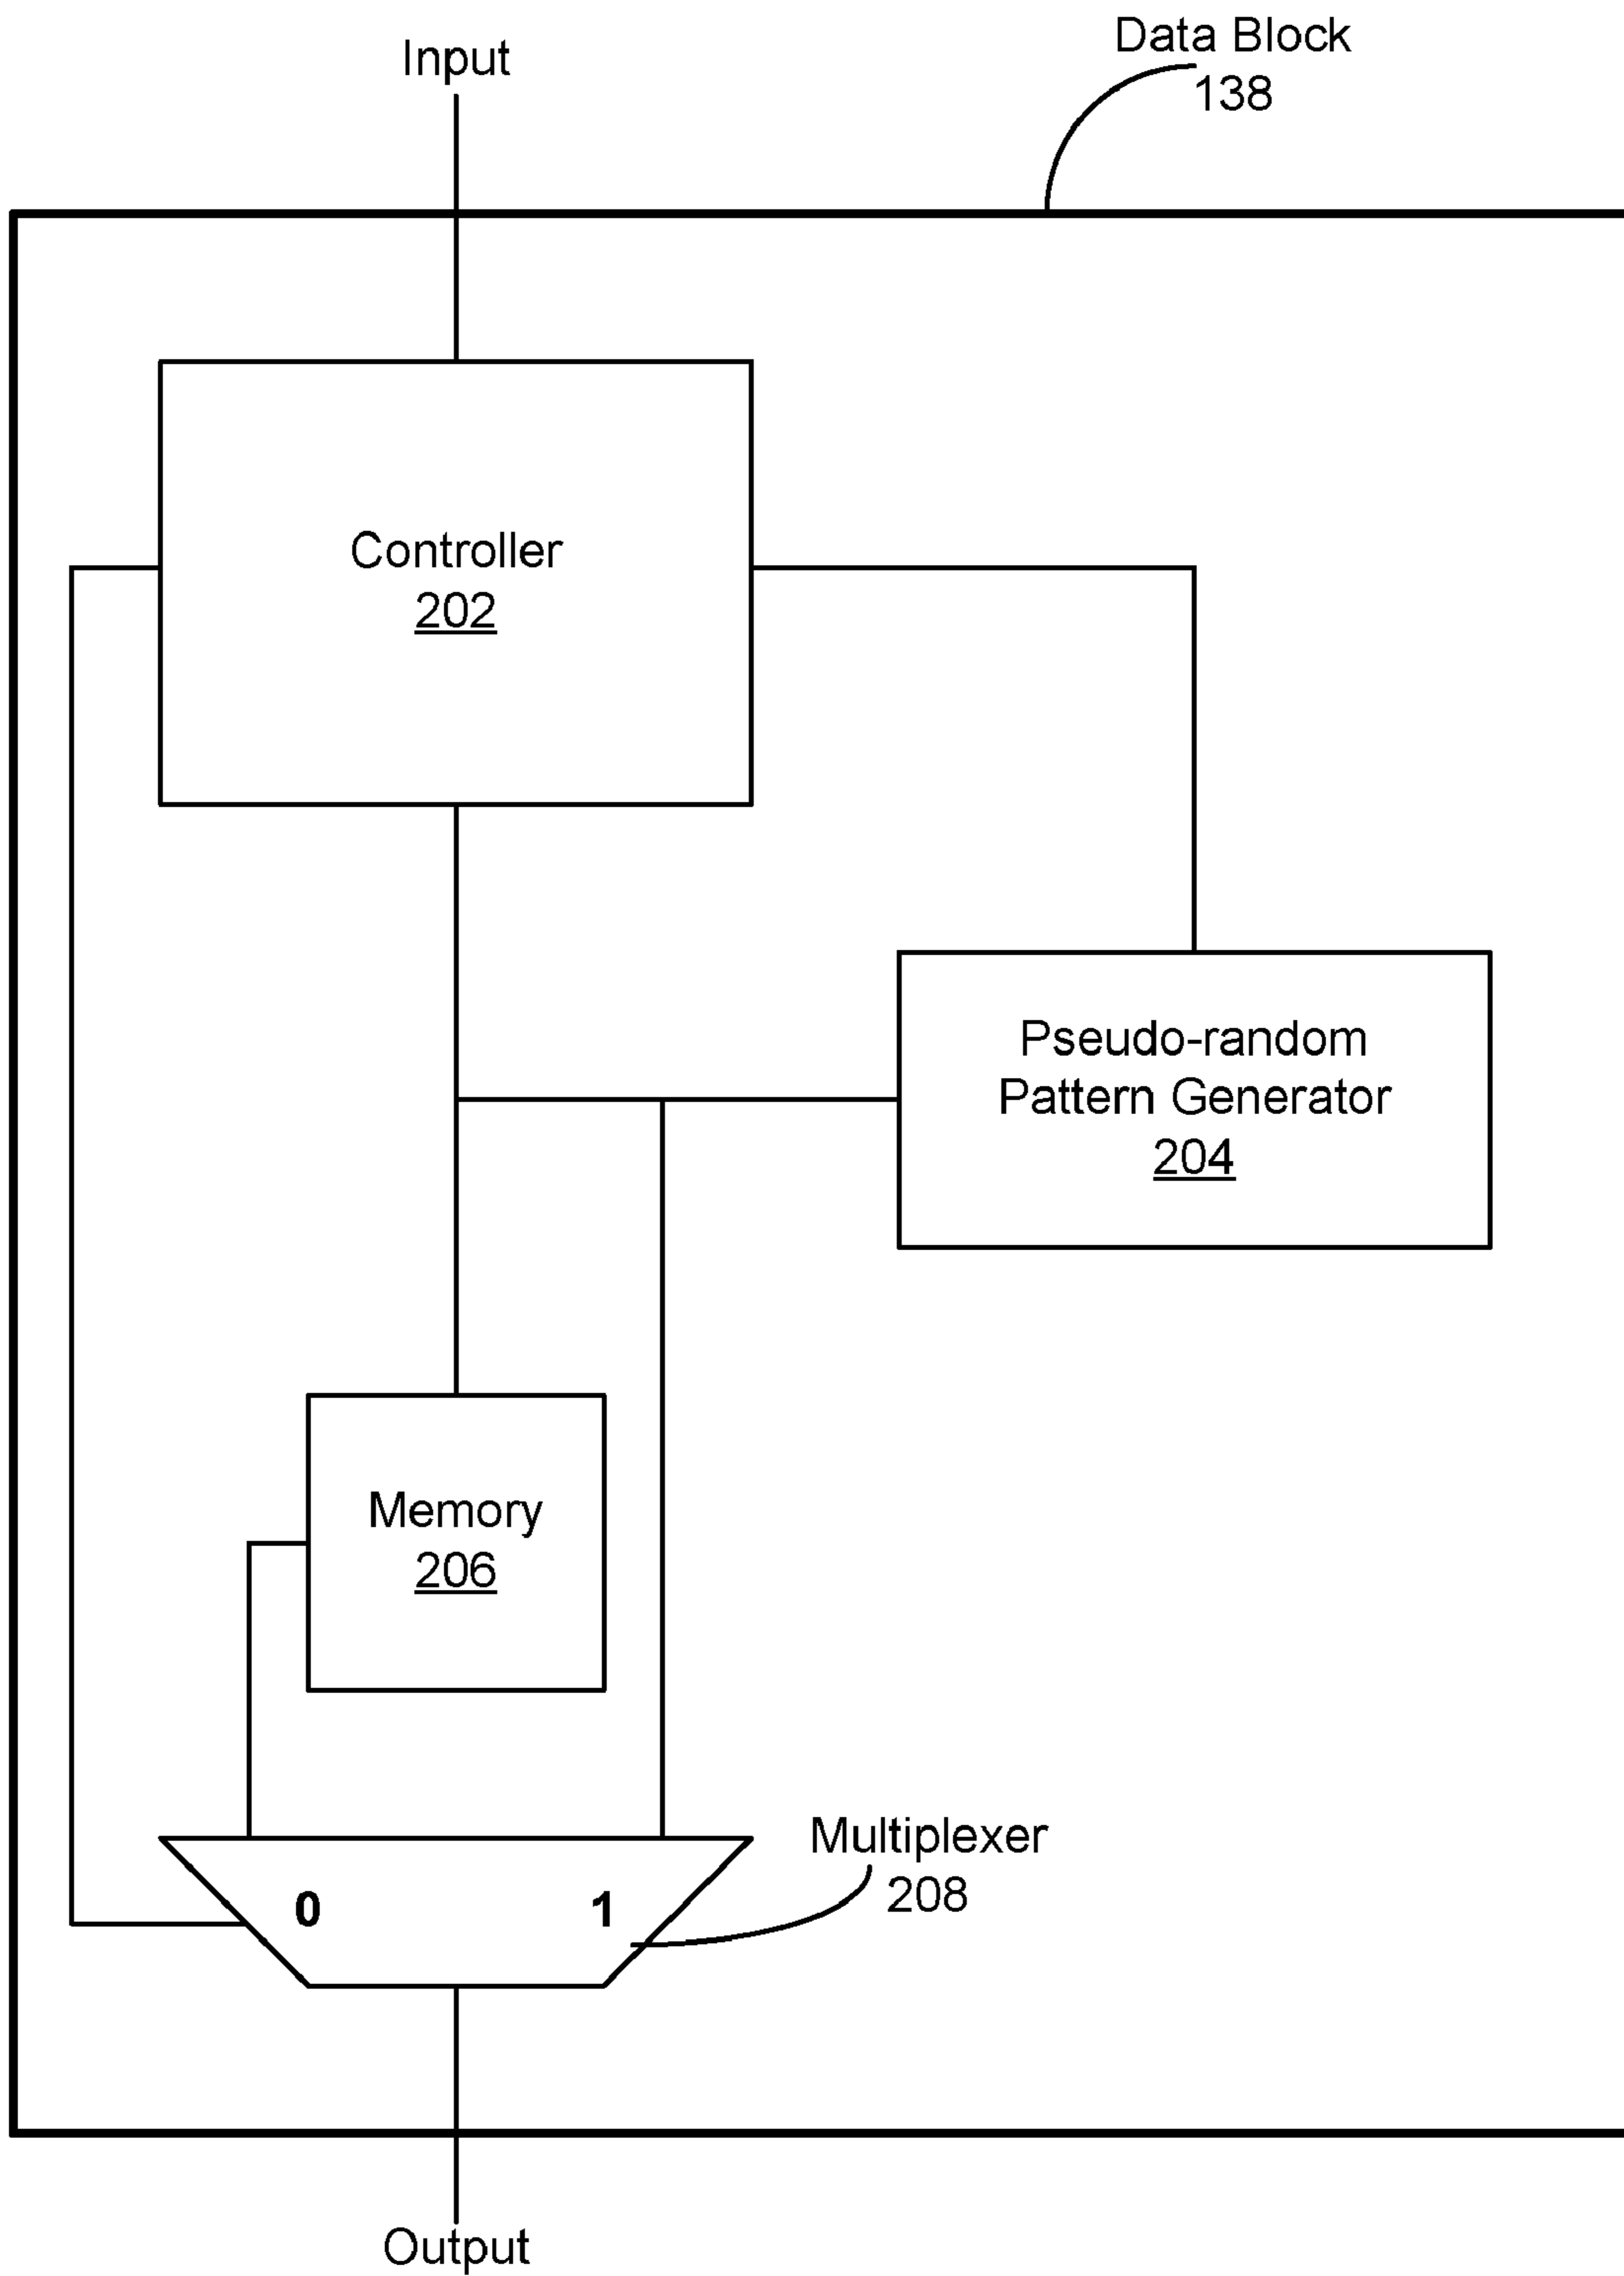 Input
Data Block
138
Controller
202
Pseudo-random
Pattern Generator
204
Memory
206
Multiplexer
208
0
1
Output